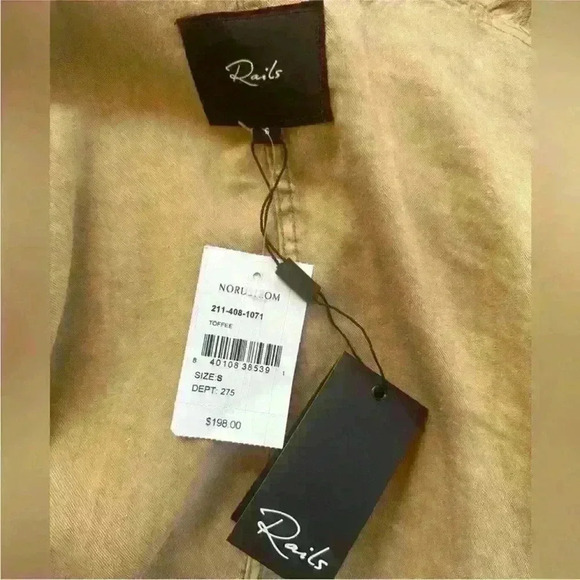 Rails
NORDSTROM
211-408-1071
TOFFEE
8 40108 38539 1
SIZE: S
DEPT: 275
$198.00
Rails